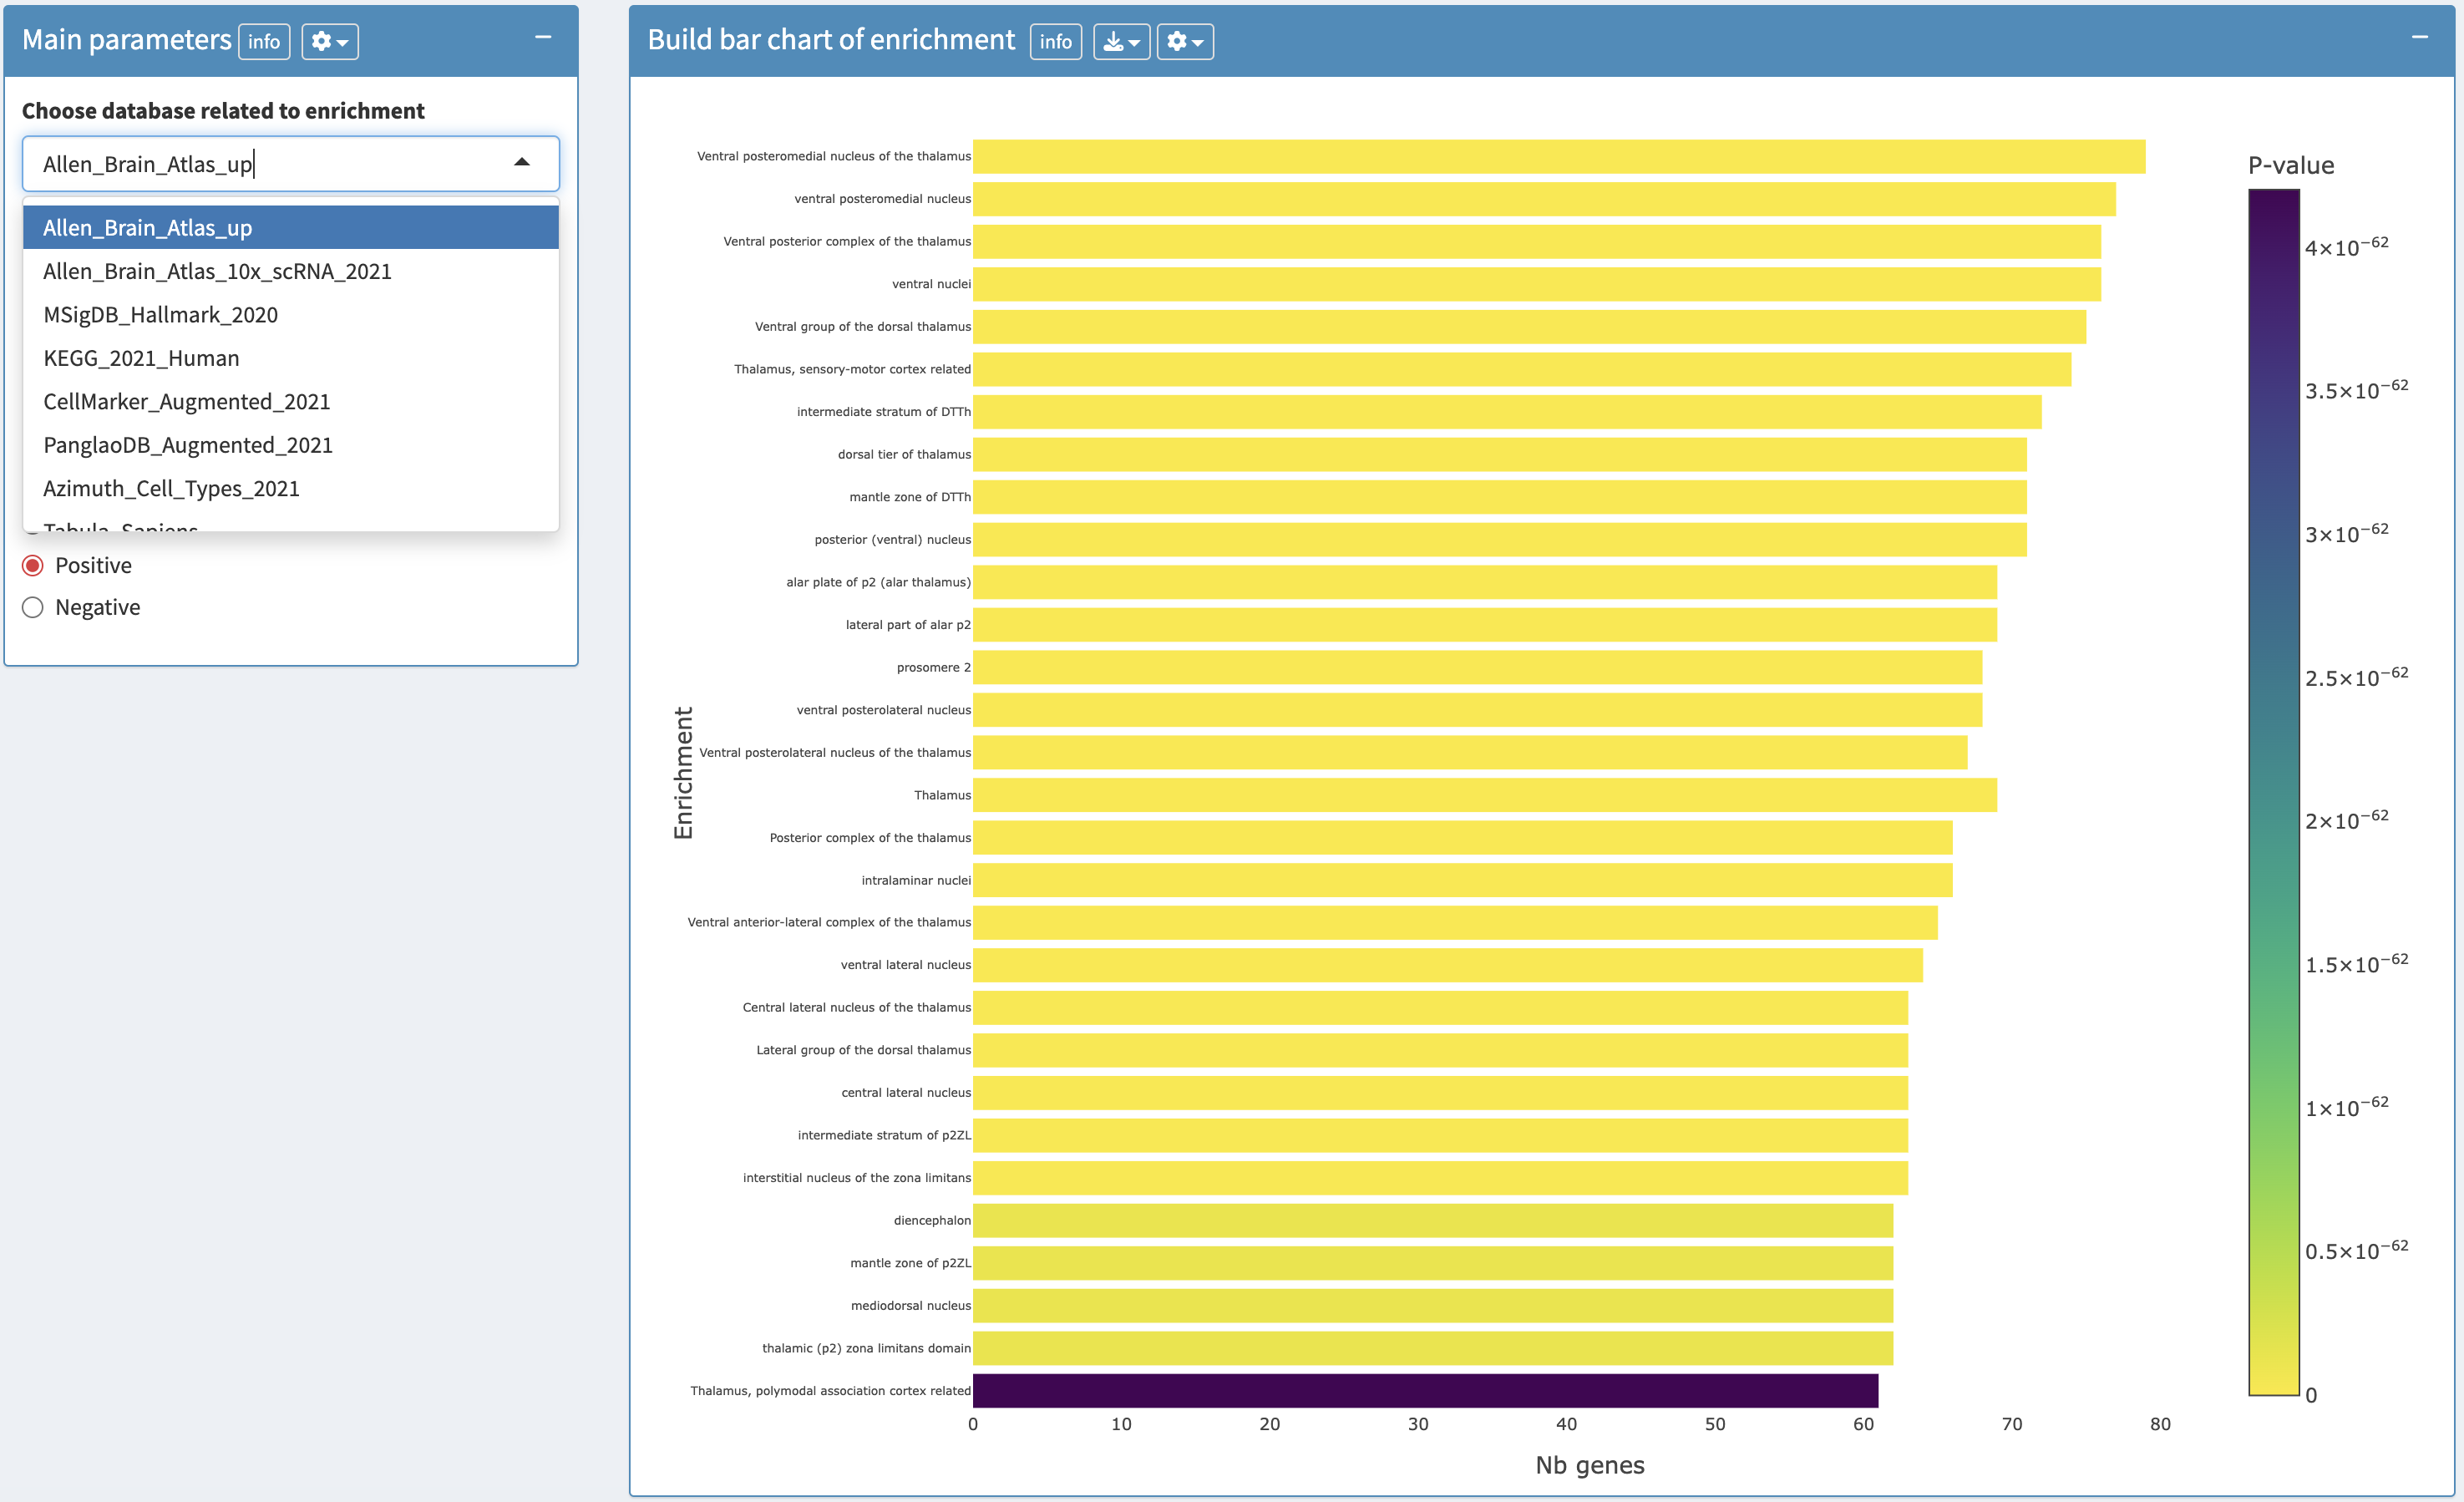 Main parameters info
Choose database related to enrichment
Allen_Brain_Atlas_up
Allen_Brain_Atlas_up
Allen_Brain_Atlas_10x_scRNA_2021
MSigDB_Hallmark_2020
KEGG_2021_Human
CellMarker_Augmented_2021
PanglaoDB_Augmented_2021
Azimuth_Cell_Types_2021
Tabula_Sapiens
Positive
Negative
Build bar chart of enrichment info
Enrichment
Ventral posteromedial nucleus of the thalamus
ventral posteromedial nucleus
Ventral posterior complex of the thalamus
ventral nuclei
Ventral group of the dorsal thalamus
Thalamus, sensory-motor cortex related
intermediate stratum of DTTh
dorsal tier of thalamus
mantle zone of DTTh
posterior (ventral) nucleus
alar plate of p2 (alar thalamus)
lateral part of alar p2
prosomere 2
ventral posterolateral nucleus
Ventral posterolateral nucleus of the thalamus
Thalamus
Posterior complex of the thalamus
intralaminar nuclei
Ventral anterior-lateral complex of the thalamus
ventral lateral nucleus
Central lateral nucleus of the thalamus
Lateral group of the dorsal thalamus
central lateral nucleus
intermediate stratum of p2ZL
interstitial nucleus of the zona limitans
diencephalon
mantle zone of p2ZL
mediodorsal nucleus
thalamic (p2) zona limitans domain
Thalamus, polymodal association cortex related
0 10 20 30 40 50 60 70 80
Nb genes
P-value
4×10⁻⁶²
3.5×10⁻⁶²
3×10⁻⁶²
2.5×10⁻⁶²
2×10⁻⁶²
1.5×10⁻⁶²
1×10⁻⁶²
0.5×10⁻⁶²
0